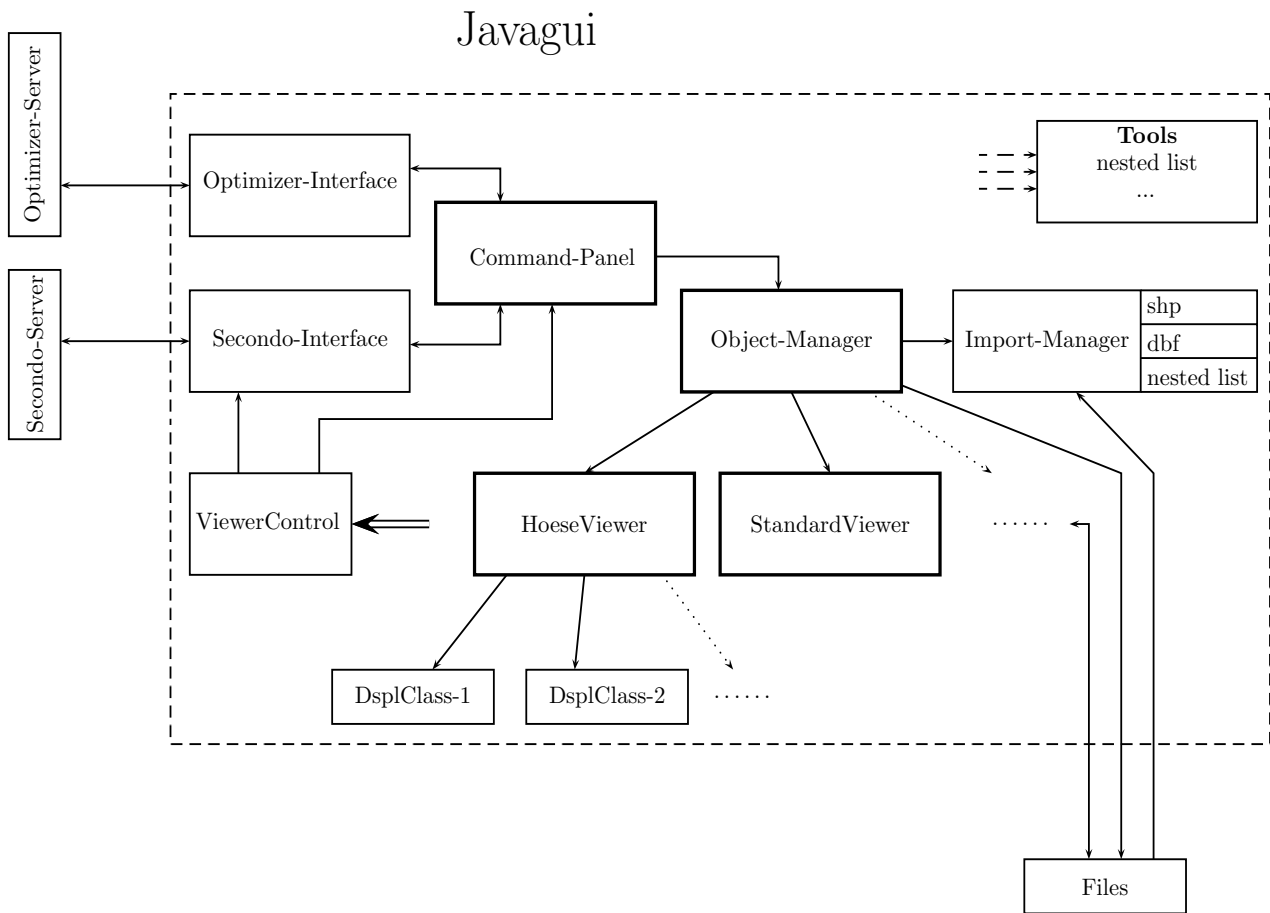 Javagui
Optimizer-Server
Tools
nested list
...
Optimizer-Interface
Command-Panel
Secondo-Server
Secondo-Interface
Object-Manager
Import-Manager
shp
dbf
nested list
ViewerControl
HoeseViewer
StandardViewer
......
DsplClass-1
DsplClass-2
......
Files